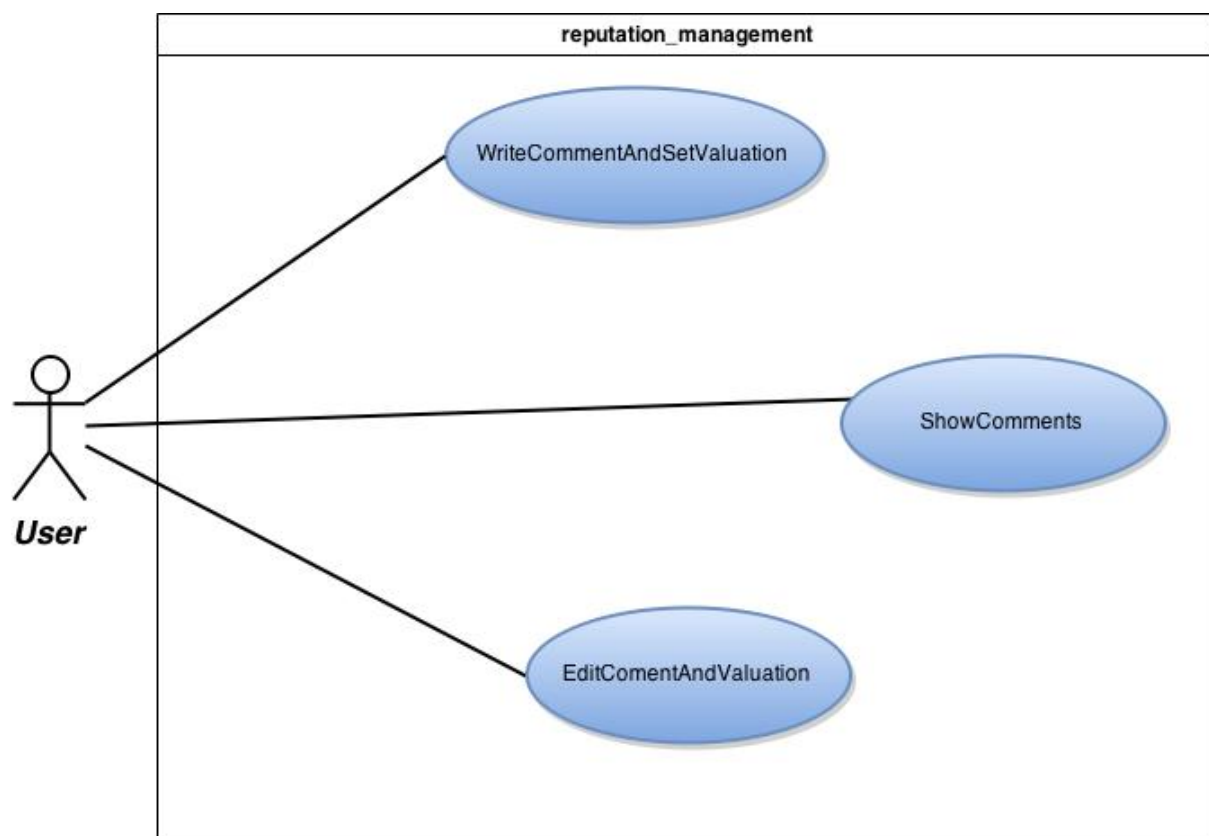 reputation_management
WriteCommentAndSetValuation
ShowComments
User
EditComentAndValuation